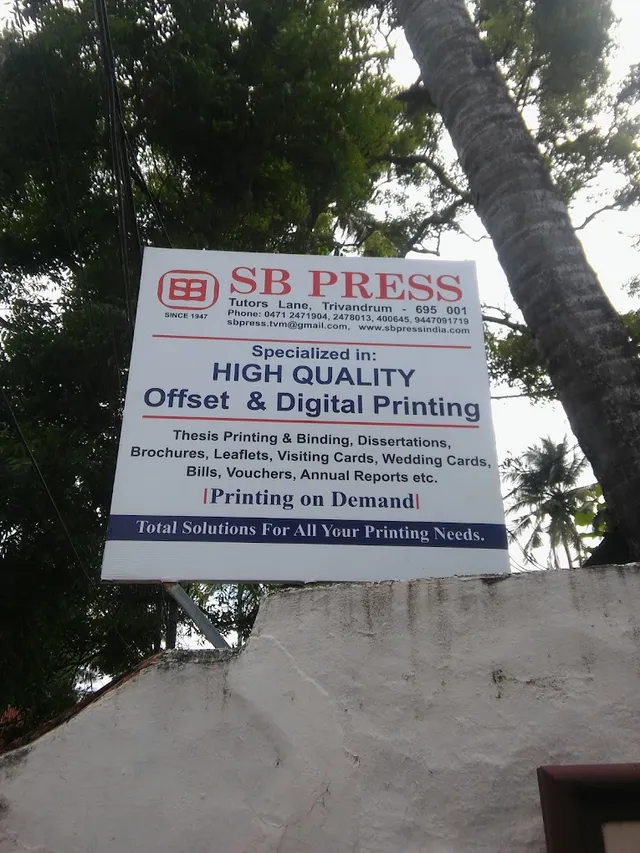 SB PRESS
SINCE 1947
Tutors Lane, Trivandrum - 695 001
Phone: 0471 2471904, 2478013, 400645, 9447091719
sbpress.tvm@gmail.com, www.sbpressindia.com
Specialized in:
HIGH QUALITY
Offset & Digital Printing
Thesis Printing & Binding, Dissertations,
Brochures, Leaflets, Visiting Cards, Wedding Cards,
Bills, Vouchers, Annual Reports etc.
|Printing on Demand|
Total Solutions For All Your Printing Needs.